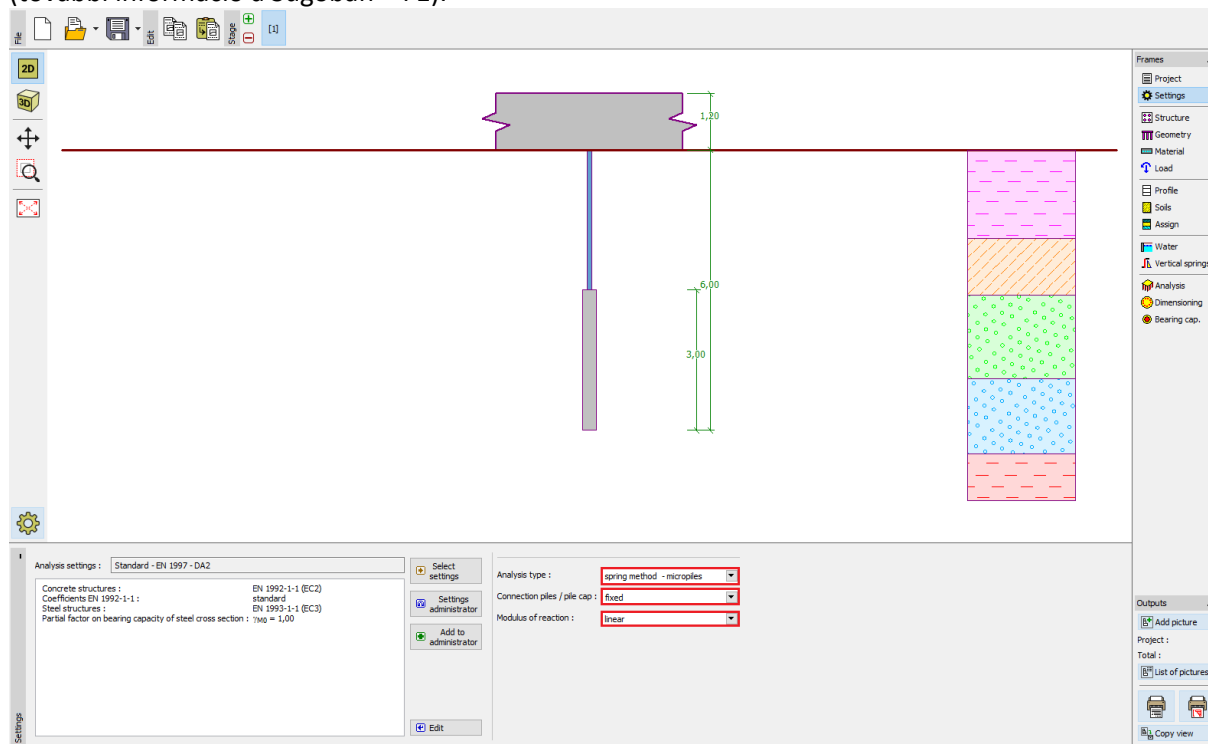 (további információ a Súgóban – F1).
File
Edit
Stage
[1]
2D
3D
1,20
6,00
3,00
Frames
Project
Settings
Structure
Geometry
Material
Load
Profile
Soils
Assign
Water
Vertical springs
Analysis
Dimensioning
Bearing cap.
Settings
Analysis settings : Standard - EN 1997 - DA2
Concrete structures : EN 1992-1-1 (EC2)
Coefficients EN 1992-1-1 : standard
Steel structures : EN 1993-1-1 (EC3)
Partial factor on bearing capacity of steel cross section : γM0 = 1,00
Select settings
Settings administrator
Add to administrator
Edit
Analysis type : spring method - micropiles
Connection piles / pile cap : fixed
Modulus of reaction : linear
Outputs
Add picture
Project :
Total :
List of pictures
Copy view